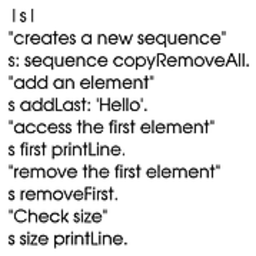 | s |
"creates a new sequence"
s: sequence copyRemoveAll.
"add an element"
s addLast: 'Hello'.
"access the first element"
s first printLine.
"remove the first element"
s removeFirst.
"Check size"
s size printLine.